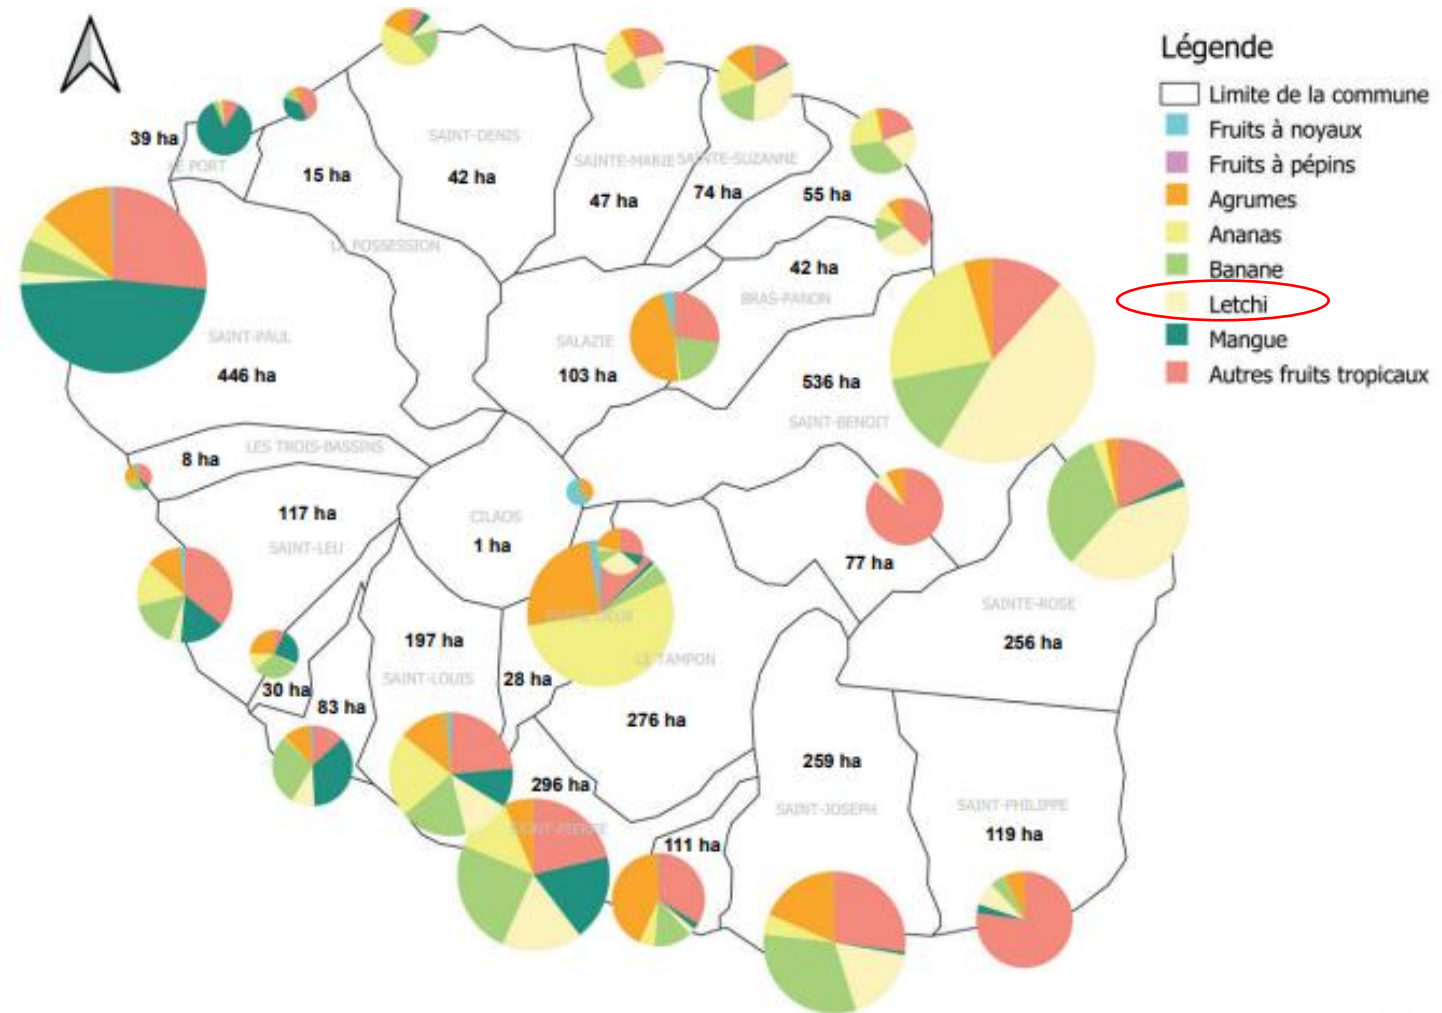 Légende
Limite de la commune
Fruits à noyaux
Fruits à pépins
Agrumes
Ananas
Banane
Letchi
Mangue
Autres fruits tropicaux
39 ha
LE PORT
15 ha
SAINT-DENIS
42 ha
SAINTE-MARIE
47 ha
SAINTE-SUZANNE
74 ha
55 ha
LA POSSESSION
42 ha
BRAS-PANON
SAINT-PAUL
446 ha
SALAZIE
103 ha
536 ha
SAINT-BENOIT
LES TROIS-BASSINS
8 ha
117 ha
SAINT-LEU
CILAOS
1 ha
77 ha
SAINTE-ROSE
256 ha
197 ha
SAINT-LOUIS
28 ha
LE TAMPON
276 ha
30 ha
83 ha
296 ha
SAINT-PIERRE
259 ha
SAINT-JOSEPH
SAINT-PHILIPPE
119 ha
111 ha